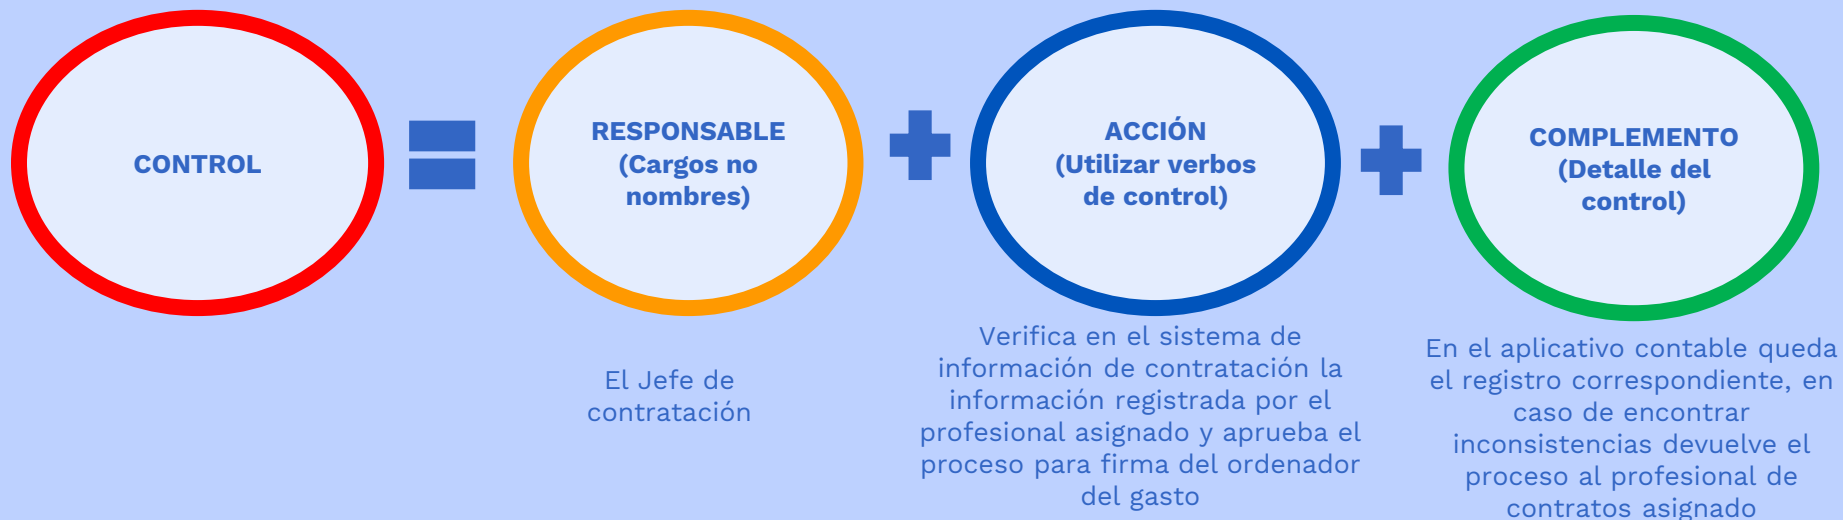 CONTROL
RESPONSABLE
(Cargos no
nombres)
ACCIÓN
(Utilizar verbos
de control)
COMPLEMENTO
(Detalle del
control)
El Jefe de
contratación
Verifica en el sistema de
información de contratación la
información registrada por el
profesional asignado y aprueba el
proceso para firma del ordenador
del gasto
En el aplicativo contable queda
el registro correspondiente, en
caso de encontrar
inconsistencias devuelve el
proceso al profesional de
contratos asignado